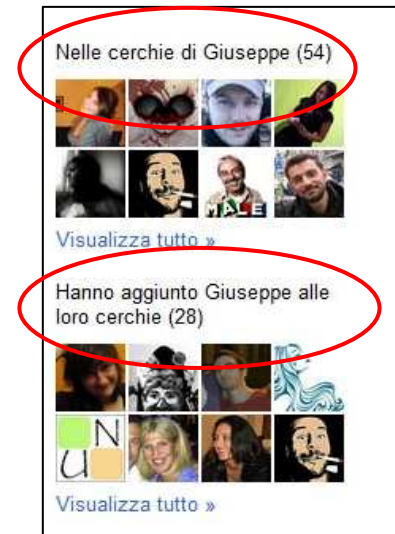 Nelle cerchie di Giuseppe (54)
MALE
Visualizza tutto »
Hanno aggiunto Giuseppe alle
loro cerchie (28)
N
U
Visualizza tutto »